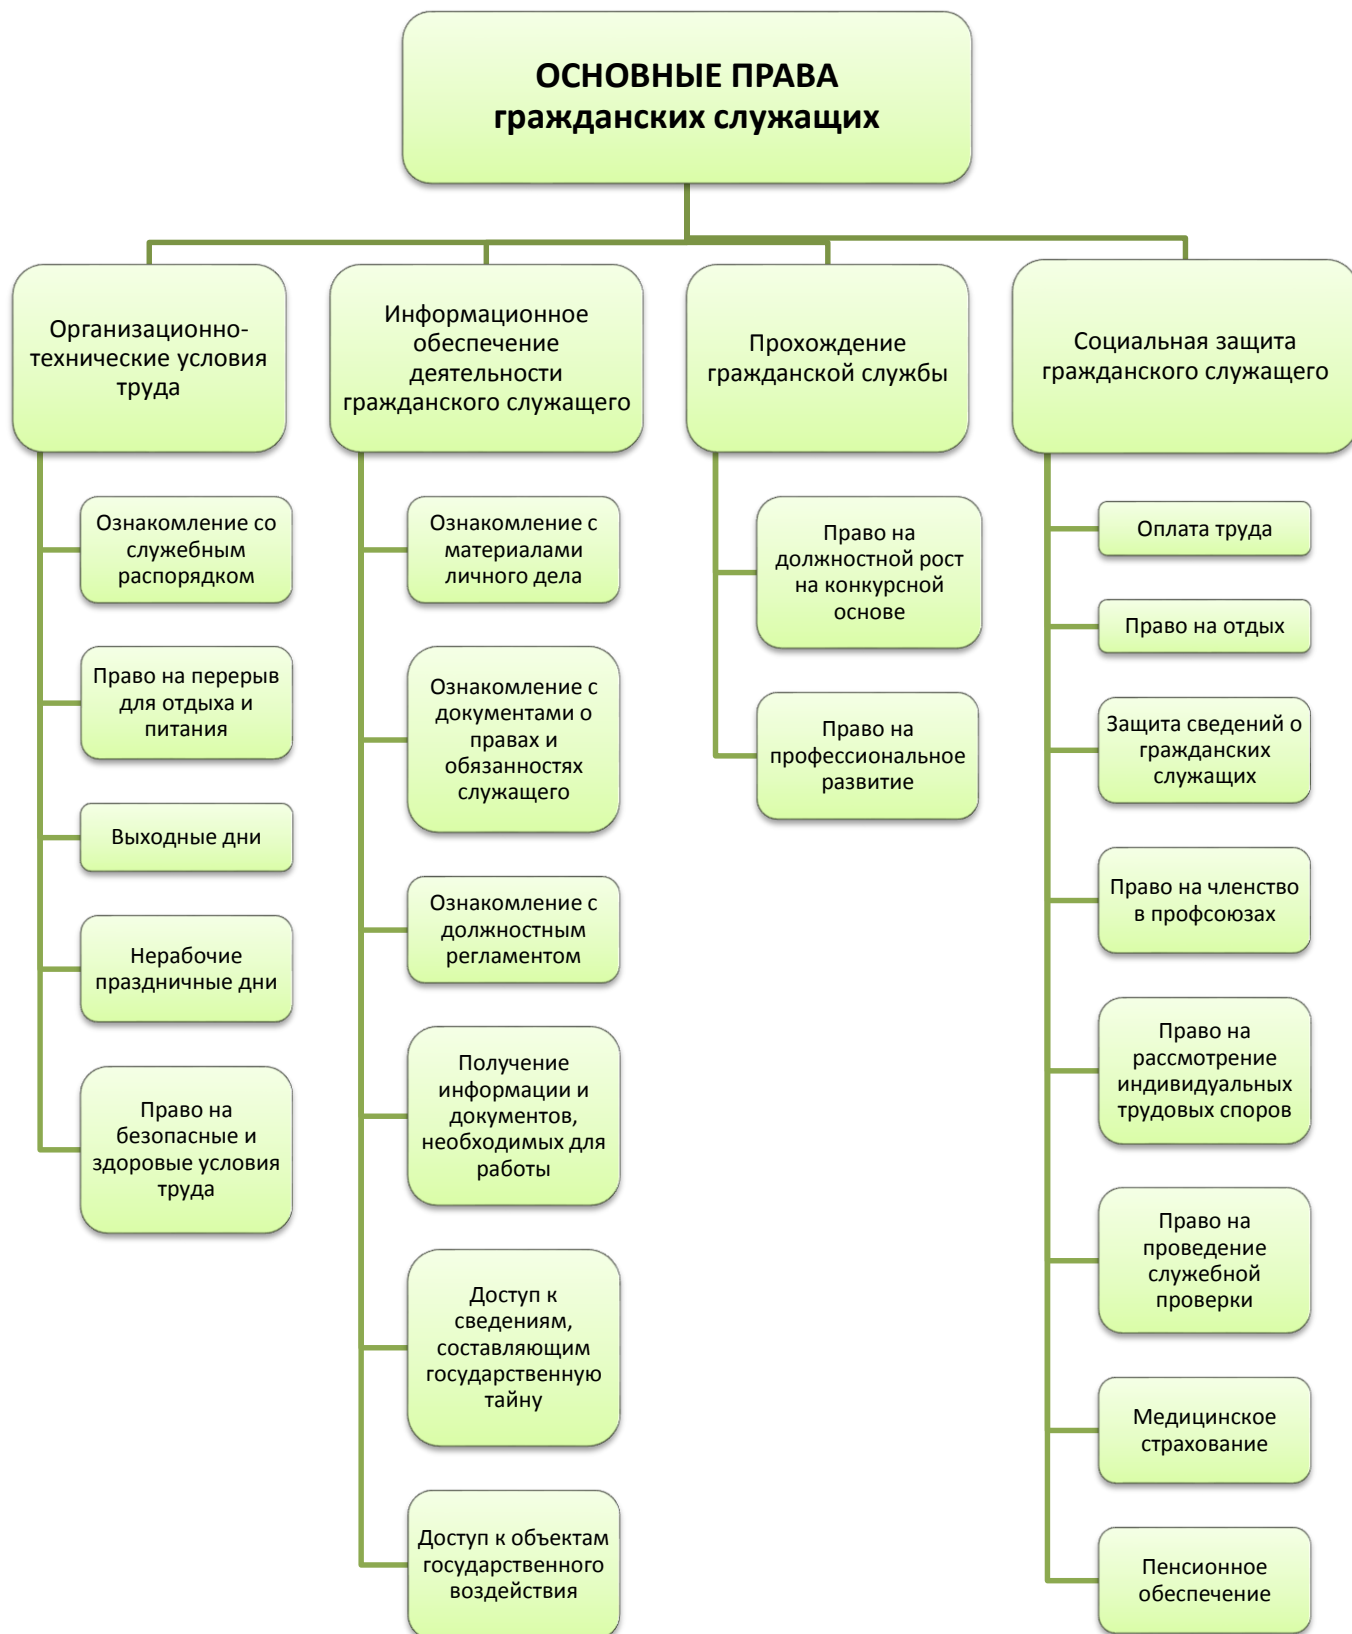 ОСНОВНЫЕ ПРАВА
гражданских служащих
Организационно-
технические условия
труда
Ознакомление со
служебным
распорядком
Право на перерыв
для отдыха и
питания
Выходные дни
Нерабочие
праздничные дни
Право на
безопасные и
здоровые условия
труда
Информационное
обеспечение
деятельности
гражданского служащего
Ознакомление с
материалами
личного дела
Ознакомление с
документами о
правах и
обязанностях
служащего
Ознакомление с
должностным
регламентом
Получение
информации и
документов,
необходимых для
работы
Доступ к
сведениям,
составляющим
государственную
тайну
Доступ к объектам
государственного
воздействия
Прохождение
гражданской службы
Право на
должностной рост
на конкурсной
основе
Право на
профессиональное
развитие
Социальная защита
гражданского служащего
Оплата труда
Право на отдых
Защита сведений о
гражданских
служащих
Право на членство
в профсоюзах
Право на
рассмотрение
индивидуальных
трудовых споров
Право на
проведение
служебной
проверки
Медицинское
страхование
Пенсионное
обеспечение